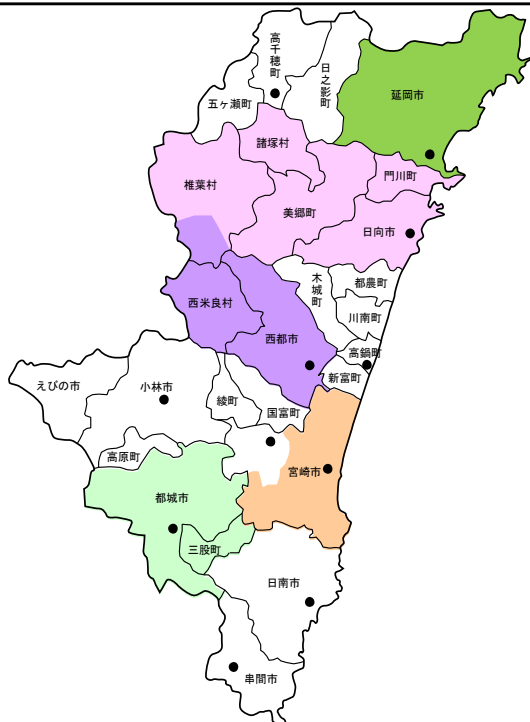 高千穂町
日之影町
延岡市
五ヶ瀬町
諸塚村
椎葉村
門川町
美郷町
日向市
木城町
都農町
西米良村
川南町
西都市
高鍋町
新富町
えびの市
小林市
綾町
国富町
高原町
宮崎市
都城市
三股町
日南市
串間市